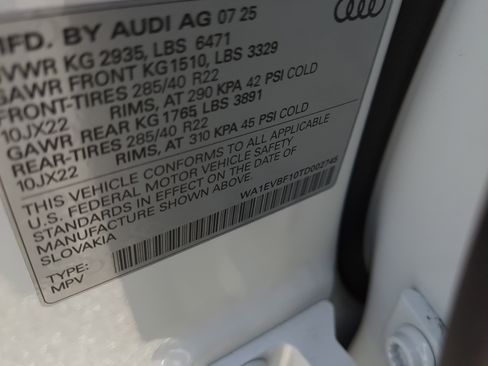 MFD. BY AUDI AG 07 25
GVWR KG 2935, LBS 6471
GAWR FRONT KG1510, LBS 3329
FRONT-TIRES 285/40 R22
10JX22 RIMS, AT 290 KPA 42 PSI COLD
GAWR REAR KG 1765 LBS 3891
REAR-TIRES 285/40 R22
10JX22 RIMS, AT 310 KPA 45 PSI COLD
THIS VEHICLE CONFORMS TO ALL APPLICABLE
U.S. FEDERAL MOTOR VEHICLE SAFETY
STANDARDS IN EFFECT ON THE DATE OF
MANUFACTURE SHOWN ABOVE.
SLOVAKIA
WA1EVBF10TD002745
TYPE:
MPV